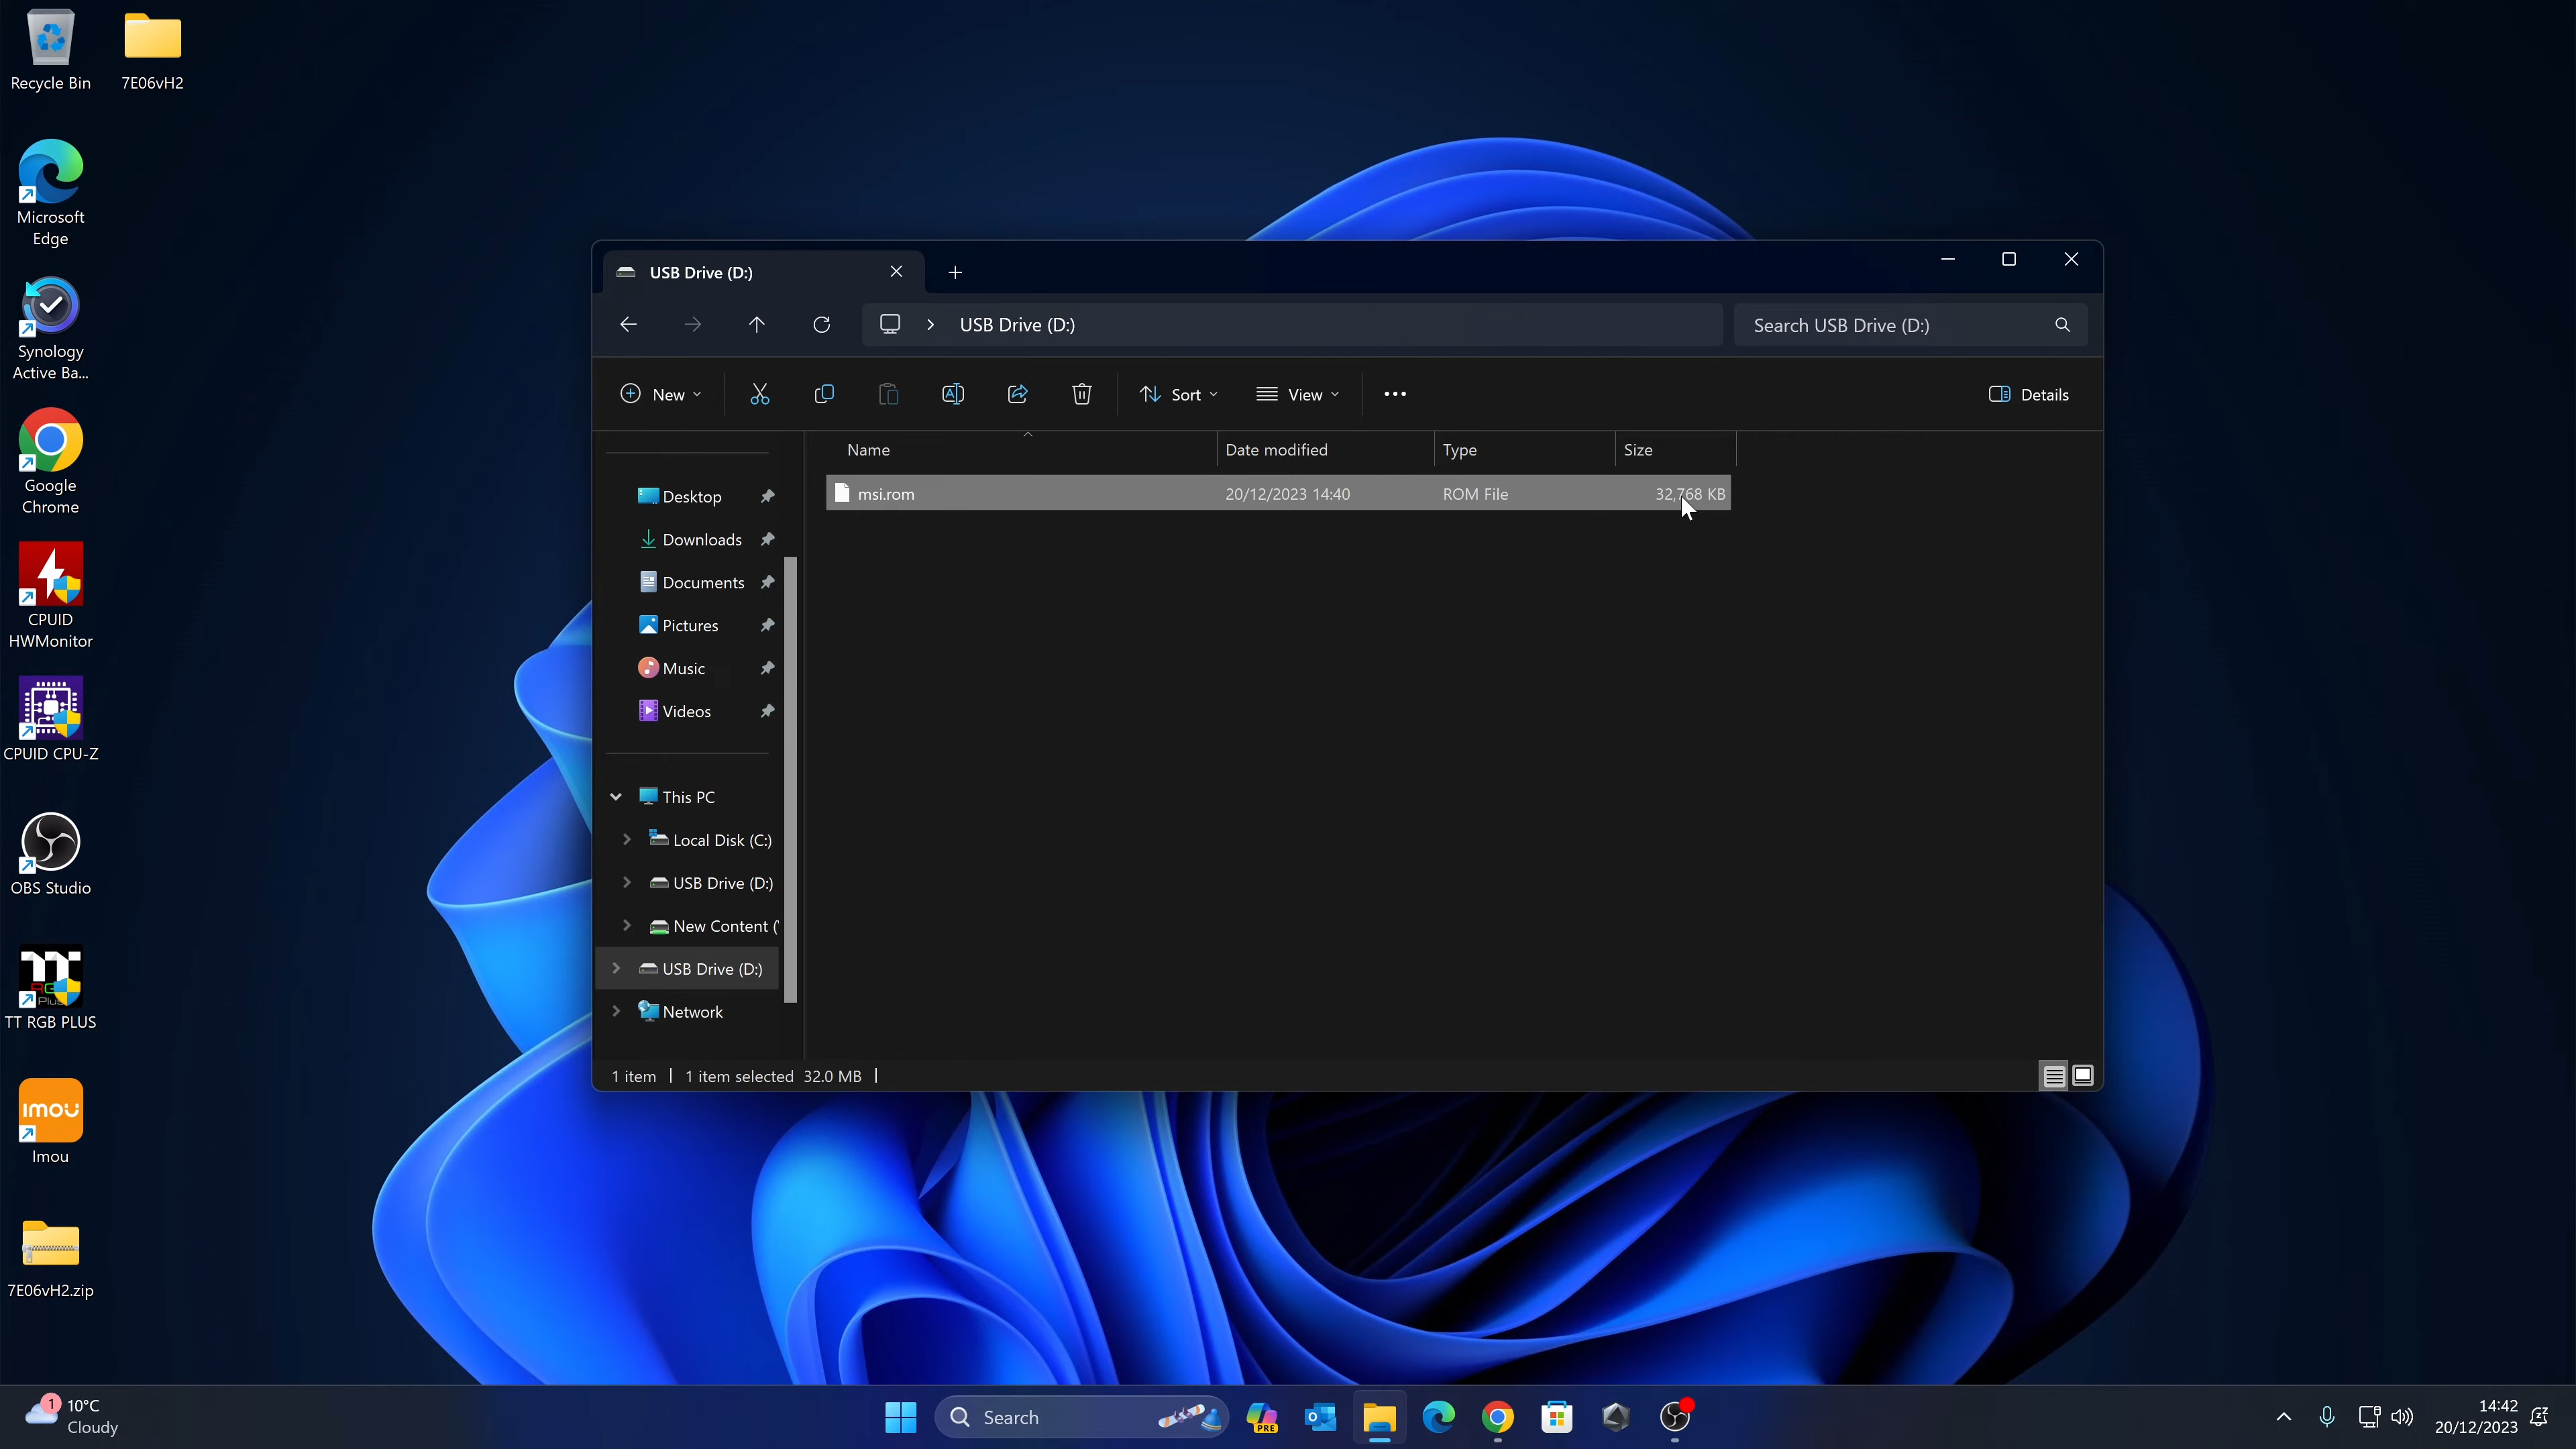 Recycle Bin
7E06vH2
Microsoft
Edge
Synology
Active Ba...
Google
Chrome
CPUID
HWMonitor
CPUID CPU-Z
OBS Studio
TT RGB PLUS
imou
Imou
7E06vH2.zip
USB Drive (D:)
USB Drive (D:)
Search USB Drive (D:)
New
Sort
View
Details
Name
Date modified
Type
Size
msi.rom
20/12/2023 14:40
ROM File
32,768 KB
Desktop
Downloads
Documents
Pictures
Music
Videos
This PC
Local Disk (C:)
USB Drive (D:)
New Content (
USB Drive (D:)
Network
1 item
1 item selected 32.0 MB
1
10°C
Cloudy
Search
PRE
14:42
20/12/2023